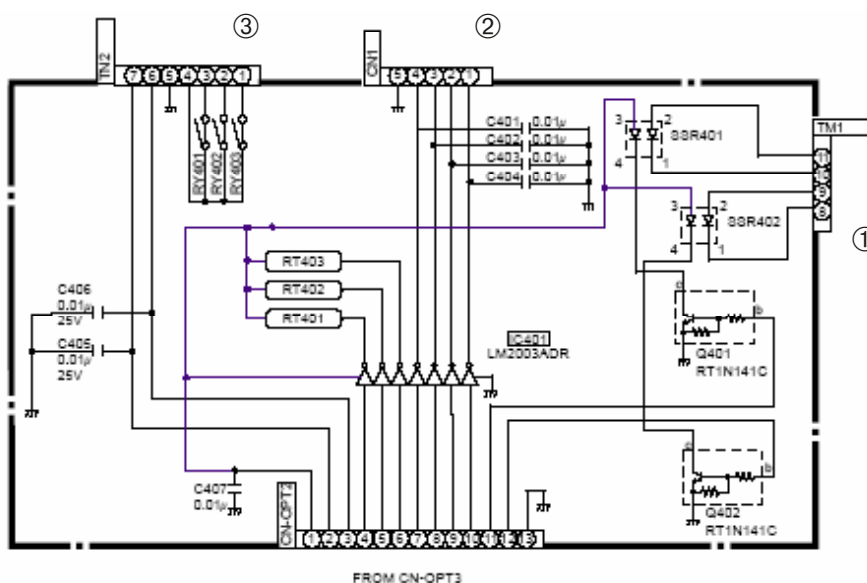 ③ ②
TN2
7 6 5 4 3 2 1
CN1
5 4 3 2 1
RY401 RY402 RY403
C401 0.01μ
C402 0.01μ
C403 0.01μ
C404 0.01μ
3 2
SSR401
4 1
TM1
11
10
9
8
①
3 2
SSR402
4 1
RT403
RT402
RT401
C406
0.01μ
25V
C405
0.01μ
25V
IC401
LM2003ADR
c
b
Q401
RT1N141C
c
b
Q402
RT1N141C
C407
0.01μ
CN-OPT2
1 2 3 4 5 6 7 8 9 10 11 12 13
FROM CN-OPT3